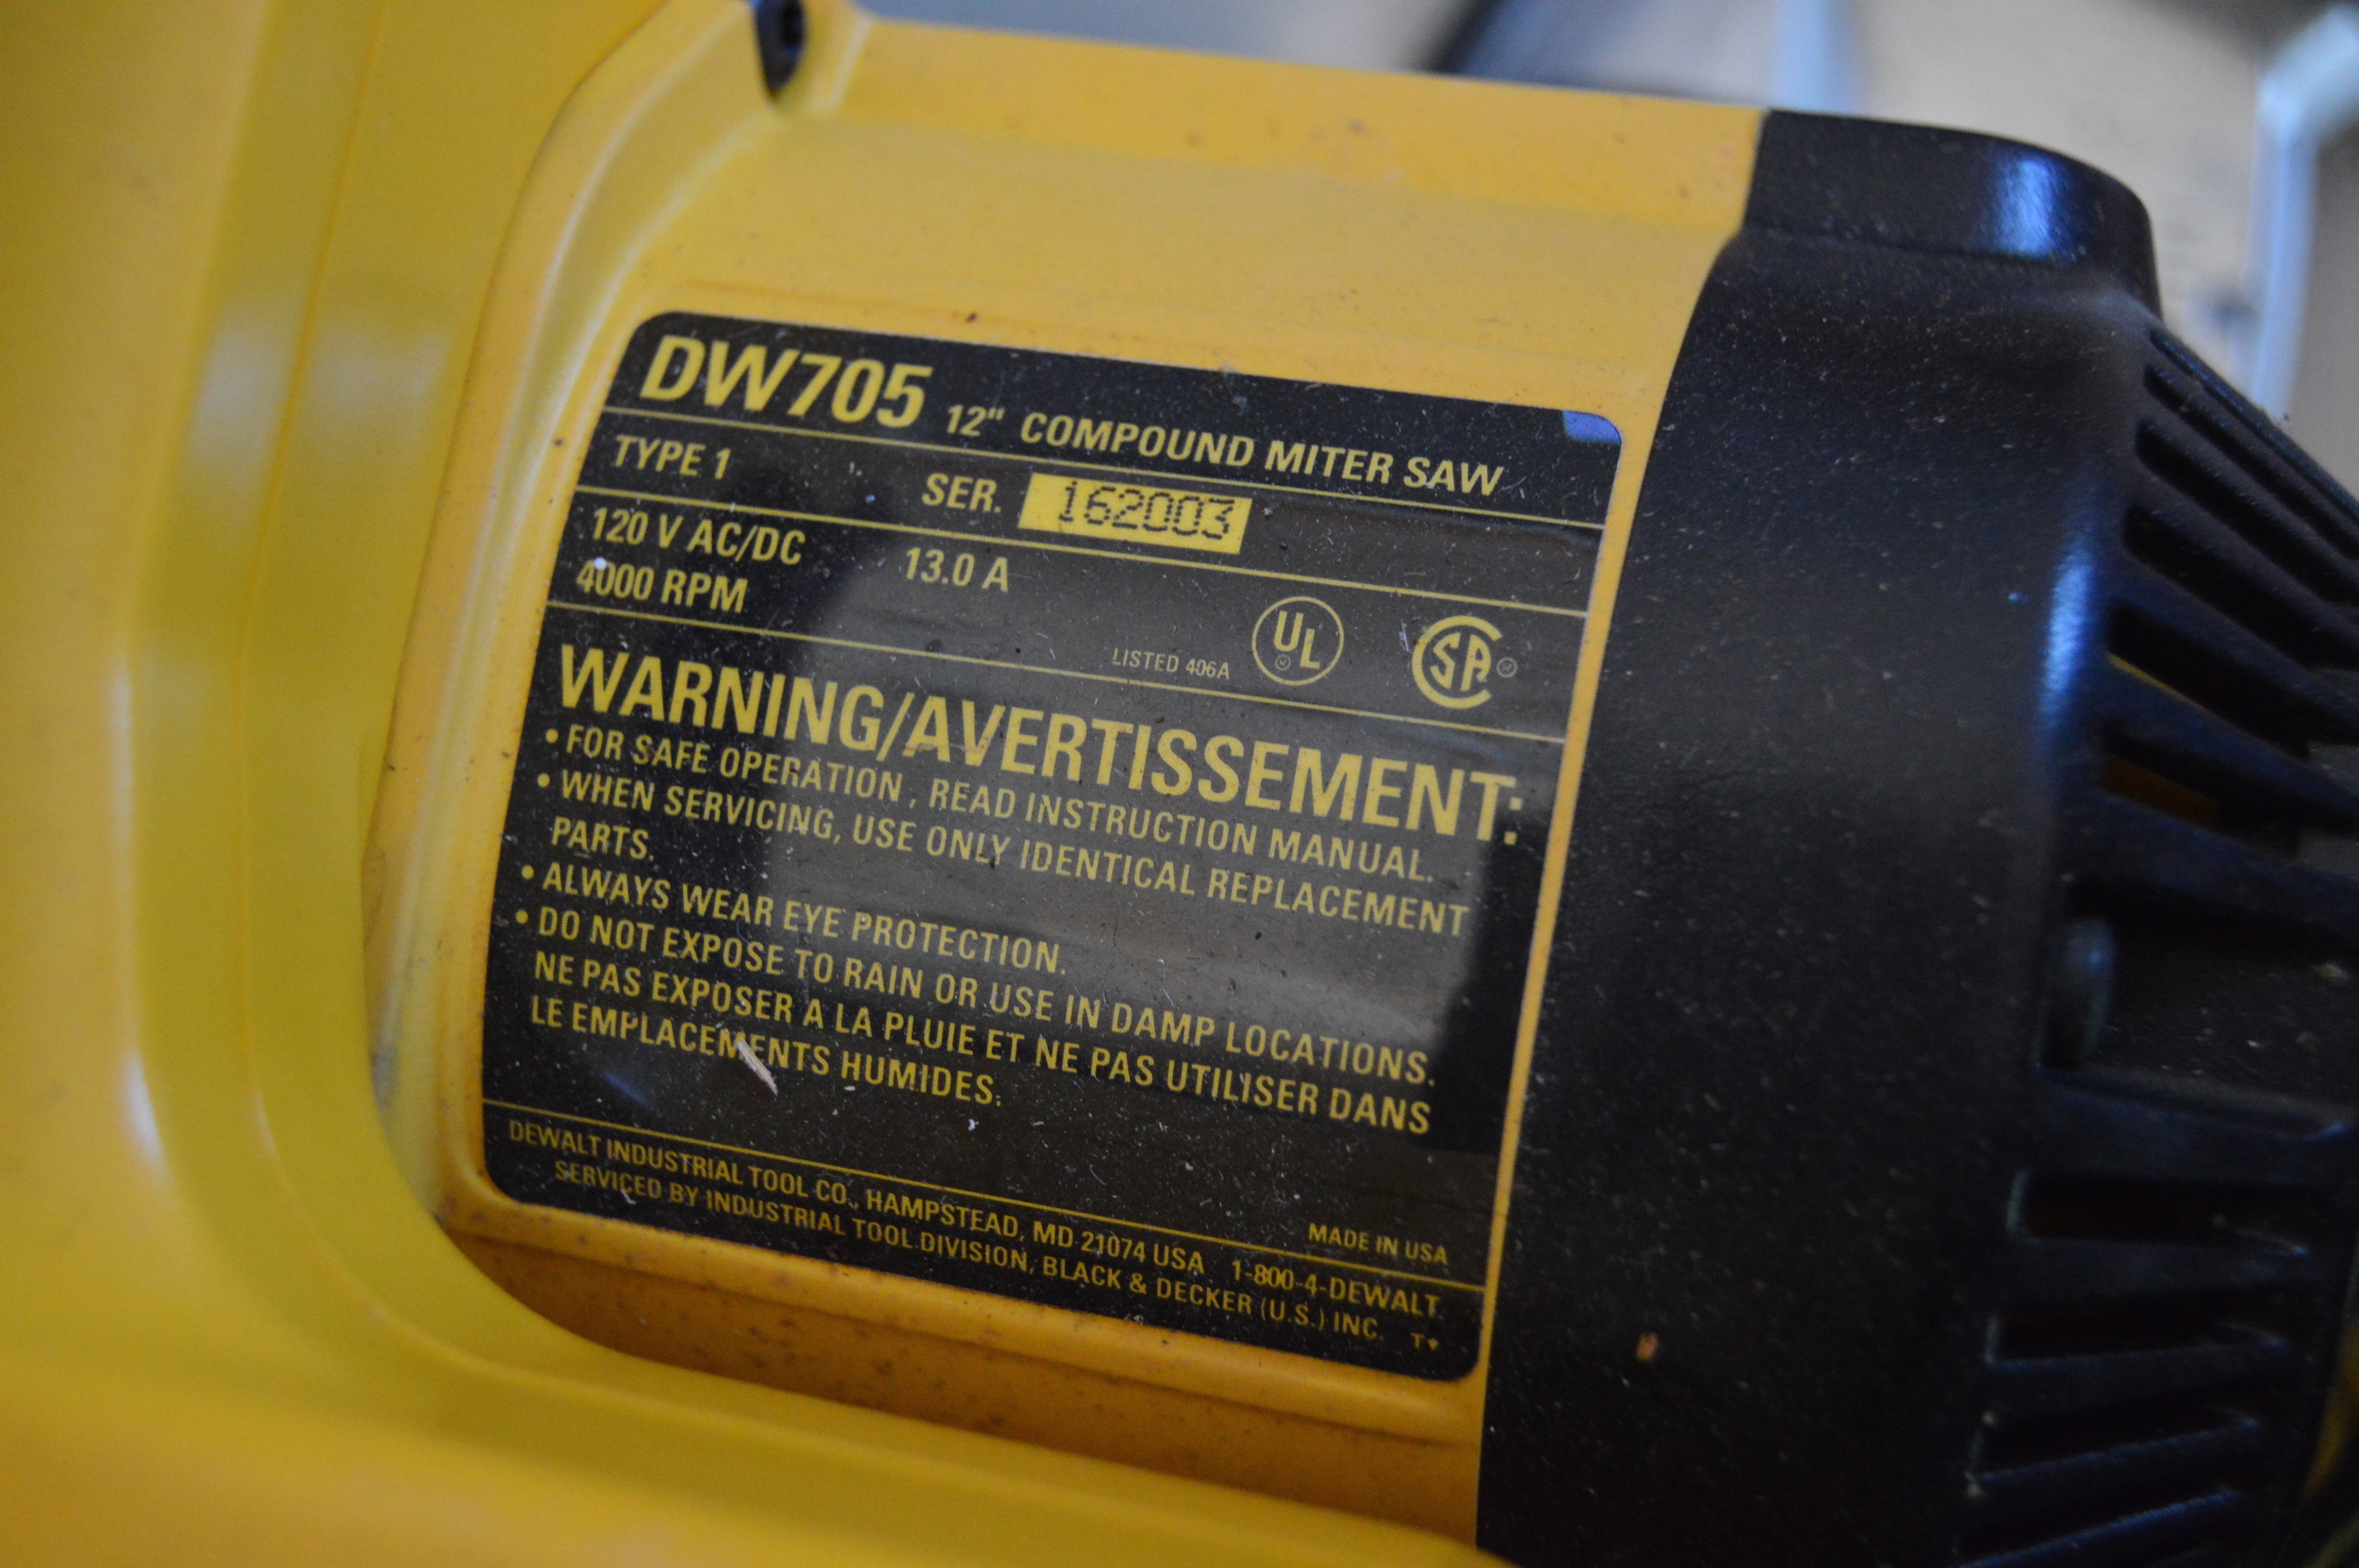 DW705 12" COMPOUND MITER SAW
TYPE 1 SER. 162003
120 V AC/DC 13.0 A
4000 RPM
LISTED 406A UL SA
WARNING/AVERTISSEMENT:
• FOR SAFE OPERATION, READ INSTRUCTION MANUAL.
• WHEN SERVICING, USE ONLY IDENTICAL REPLACEMENT
PARTS.
• ALWAYS WEAR EYE PROTECTION.
• DO NOT EXPOSE TO RAIN OR USE IN DAMP LOCATIONS.
NE PAS EXPOSER A LA PLUIE ET NE PAS UTILISER DANS
LE EMPLACEMENTS HUMIDES.
MADE IN USA
DEWALT INDUSTRIAL TOOL CO., HAMPSTEAD, MD 21074 USA 1-800-4-DEWALT
SERVICED BY INDUSTRIAL TOOL DIVISION, BLACK & DECKER (U.S.) INC. T▾